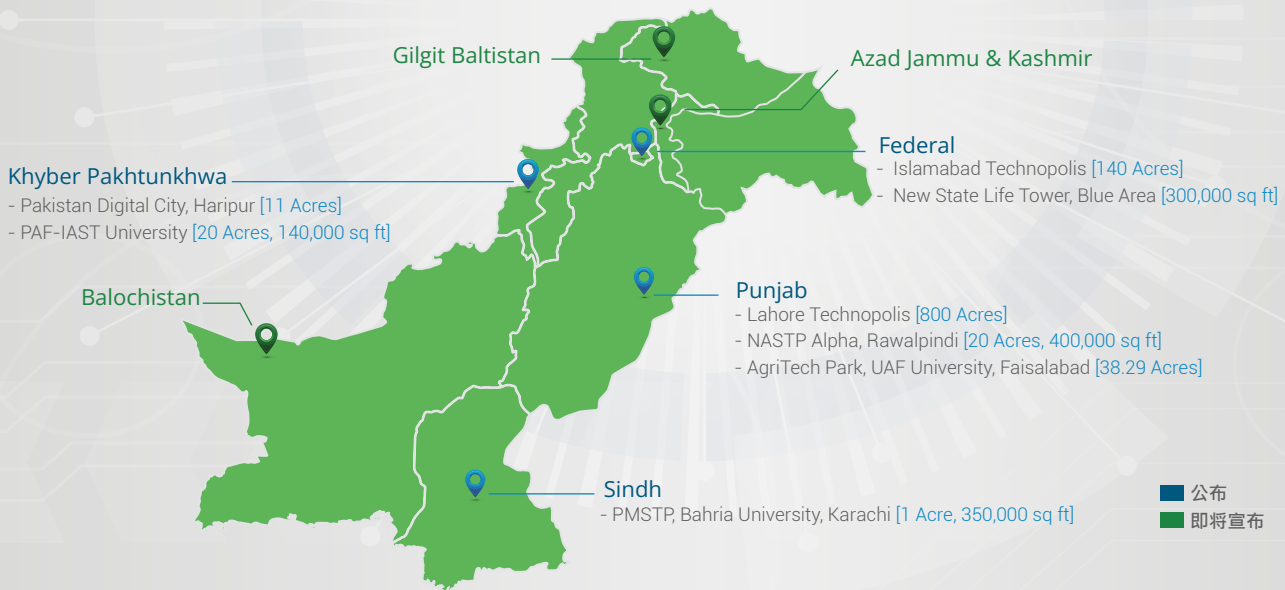 Gilgit Baltistan
Azad Jammu & Kashmir
Federal
- Islamabad Technopolis [140 Acres]
- New State Life Tower, Blue Area [300,000 sq ft]
Khyber Pakhtunkhwa
- Pakistan Digital City, Haripur [11 Acres]
- PAF-IAST University [20 Acres, 140,000 sq ft]
Balochistan
Punjab
- Lahore Technopolis [800 Acres]
- NASTP Alpha, Rawalpindi [20 Acres, 400,000 sq ft]
- AgriTech Park, UAF University, Faisalabad [38.29 Acres]
Sindh
- PMSTP, Bahria University, Karachi [1 Acre, 350,000 sq ft]
公布
即将宣布